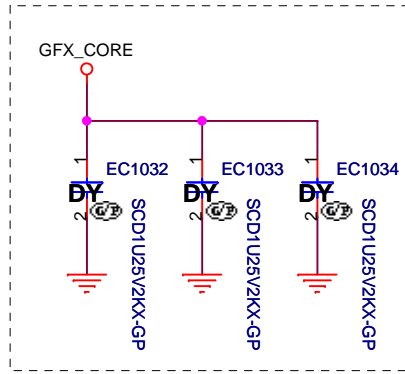 GFX_CORE
1
EC1032
1
EC1033
1
EC1034
DY
DY
DY
G/P
G/P
G/P
2
2
2
SCD1U25V2KX-GP
SCD1U25V2KX-GP
SCD1U25V2KX-GP